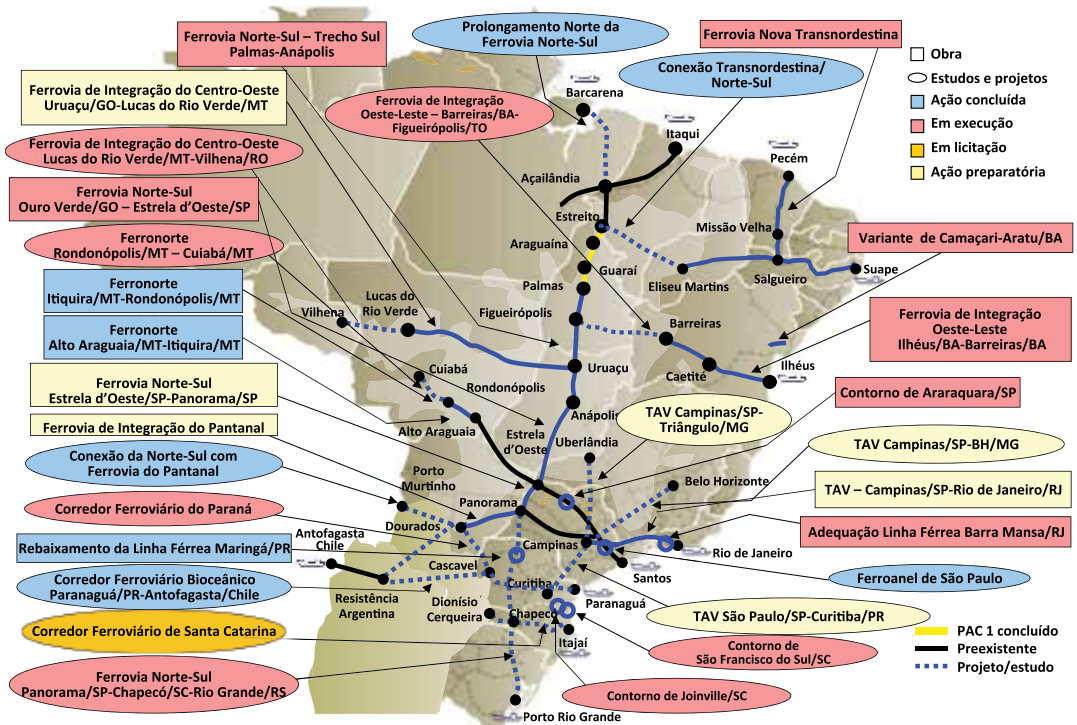 Ferrovia Norte-Sul – Trecho Sul
Palmas-Anápolis
Prolongamento Norte da
Ferrovia Norte-Sul
Ferrovia Nova Transnordestina
Conexão Transnordestina/
Norte-Sul
Obra
Estudos e projetos
Ação concluída
Em execução
Em licitação
Ação preparatória
Ferrovia de Integração do Centro-Oeste
Uruaçu/GO-Lucas do Rio Verde/MT
Ferrovia de Integração
Oeste-Leste – Barreiras/BA-
Figueirópolis/TO
Ferrovia de Integração do Centro-Oeste
Lucas do Rio Verde/MT-Vilhena/RO
Ferrovia Norte-Sul
Ouro Verde/GO – Estrela d’Oeste/SP
Ferronorte
Rondonópolis/MT – Cuiabá/MT
Ferronorte
Itiquira/MT-Rondonópolis/MT
Ferronorte
Alto Araguaia/MT-Itiquira/MT
Ferrovia Norte-Sul
Estrela d’Oeste/SP-Panorama/SP
Ferrovia de Integração do Pantanal
Conexão da Norte-Sul com
Ferrovia do Pantanal
Corredor Ferroviário do Paraná
Rebaixamento da Linha Férrea Maringá/PR
Corredor Ferroviário Bioceânico
Paranaguá/PR-Antofagasta/Chile
Corredor Ferroviário de Santa Catarina
Ferrovia Norte-Sul
Panorama/SP-Chapecó/SC-Rio Grande/RS
Barcarena
Itaqui
Pecém
Açailândia
Estreito
Missão Velha
Araguaína
Guaraí
Palmas
Eliseu Martins
Salgueiro
Suape
Variante de Camaçari-Aratu/BA
Vilhena
Lucas do
Rio Verde
Figueirópolis
Barreiras
Ferrovia de Integração
Oeste-Leste
Ilhéus/BA-Barreiras/BA
Cuiabá
Rondonópolis
Uruaçu
Caetité
Ilhéus
Contorno de Araraquara/SP
Anápolis
Alto Araguaia
Estrela
d’Oeste
Uberlândia
TAV Campinas/SP-
Triângulo/MG
TAV Campinas/SP-BH/MG
Porto
Murtinho
Panorama
Belo Horizonte
TAV – Campinas/SP-Rio de Janeiro/RJ
Dourados
Adequação Linha Férrea Barra Mansa/RJ
Antofagasta
Chile
Campinas
Rio de Janeiro
Cascavel
Santos
Ferroanel de São Paulo
Curitiba
Resistência
Argentina
Dionísio
Cerqueira
Paranaguá
Chapecó
TAV São Paulo/SP-Curitiba/PR
Itajaí
Contorno de
São Francisco do Sul/SC
PAC 1 concluído
Preexistente
Projeto/estudo
Contorno de Joinville/SC
Porto Rio Grande